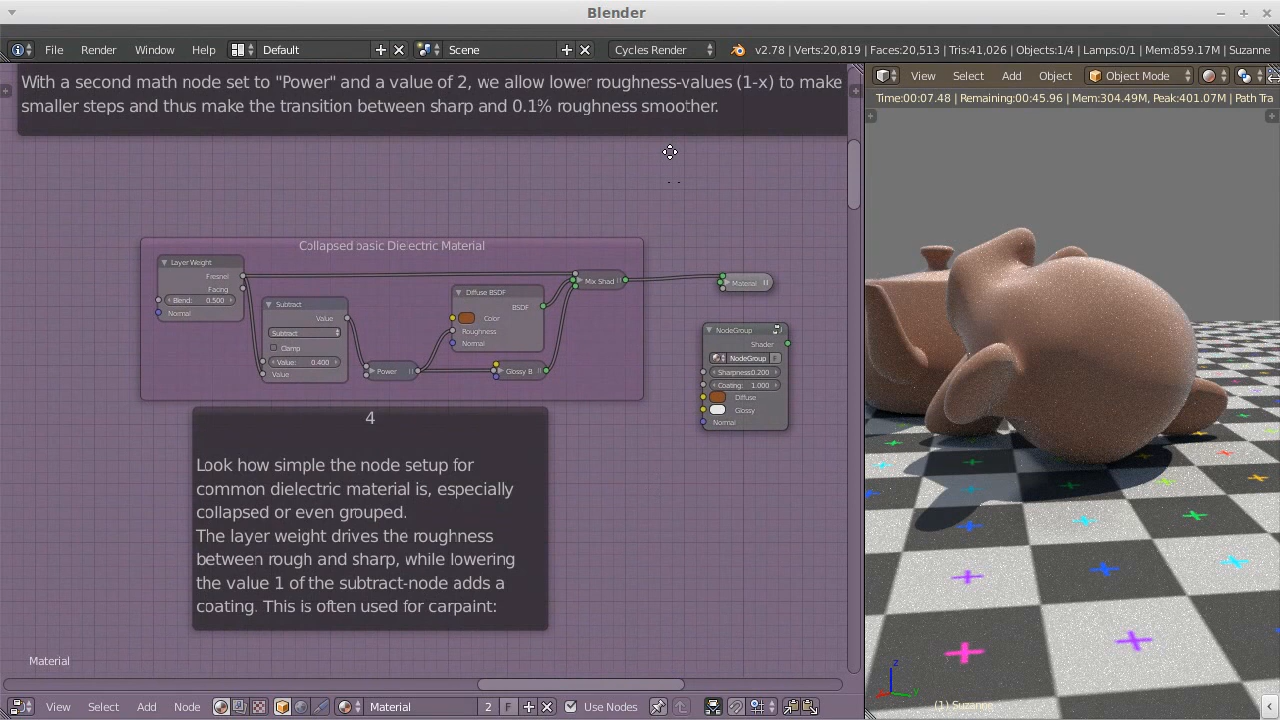 Blender
File Render Window Help Default Scene Cycles Render v2.78 | Verts:20,819 | Faces:20,513 | Tris:41,026 | Objects:1/4 | Lamps:0/1 | Mem:859.17M | Suzanne
With a second math node set to "Power" and a value of 2, we allow lower roughness-values (1-x) to make
smaller steps and thus make the transition between sharp and 0.1% roughness smoother.
View Select Add Object Object Mode
Time:00:07.48 | Remaining:00:45.96 | Mem:304.49M, Peak:401.07M | Path Tra
Collapsed basic Dielectric Material
Layer Weight
Fresnel
Facing
Blend: 0.500
Normal
Subtract
Value
Subtract
Clamp
Value: 0.400
Value
Power
Diffuse BSDF
BSDF
Color
Roughness
Normal
Glossy B
Mix Shad
Material
NodeGroup
Shader
NodeGroup F
Sharpness:0.200
Coating: 1.000
Diffuse
Glossy
Normal
4
Look how simple the node setup for
common dielectric material is, especially
collapsed or even grouped.
The layer weight drives the roughness
between rough and sharp, while lowering
the value 1 of the subtract-node adds a
coating. This is often used for carpaint:
Material
z
y
(1) Suzanne
View Select Add Node Material 2 F Use Nodes